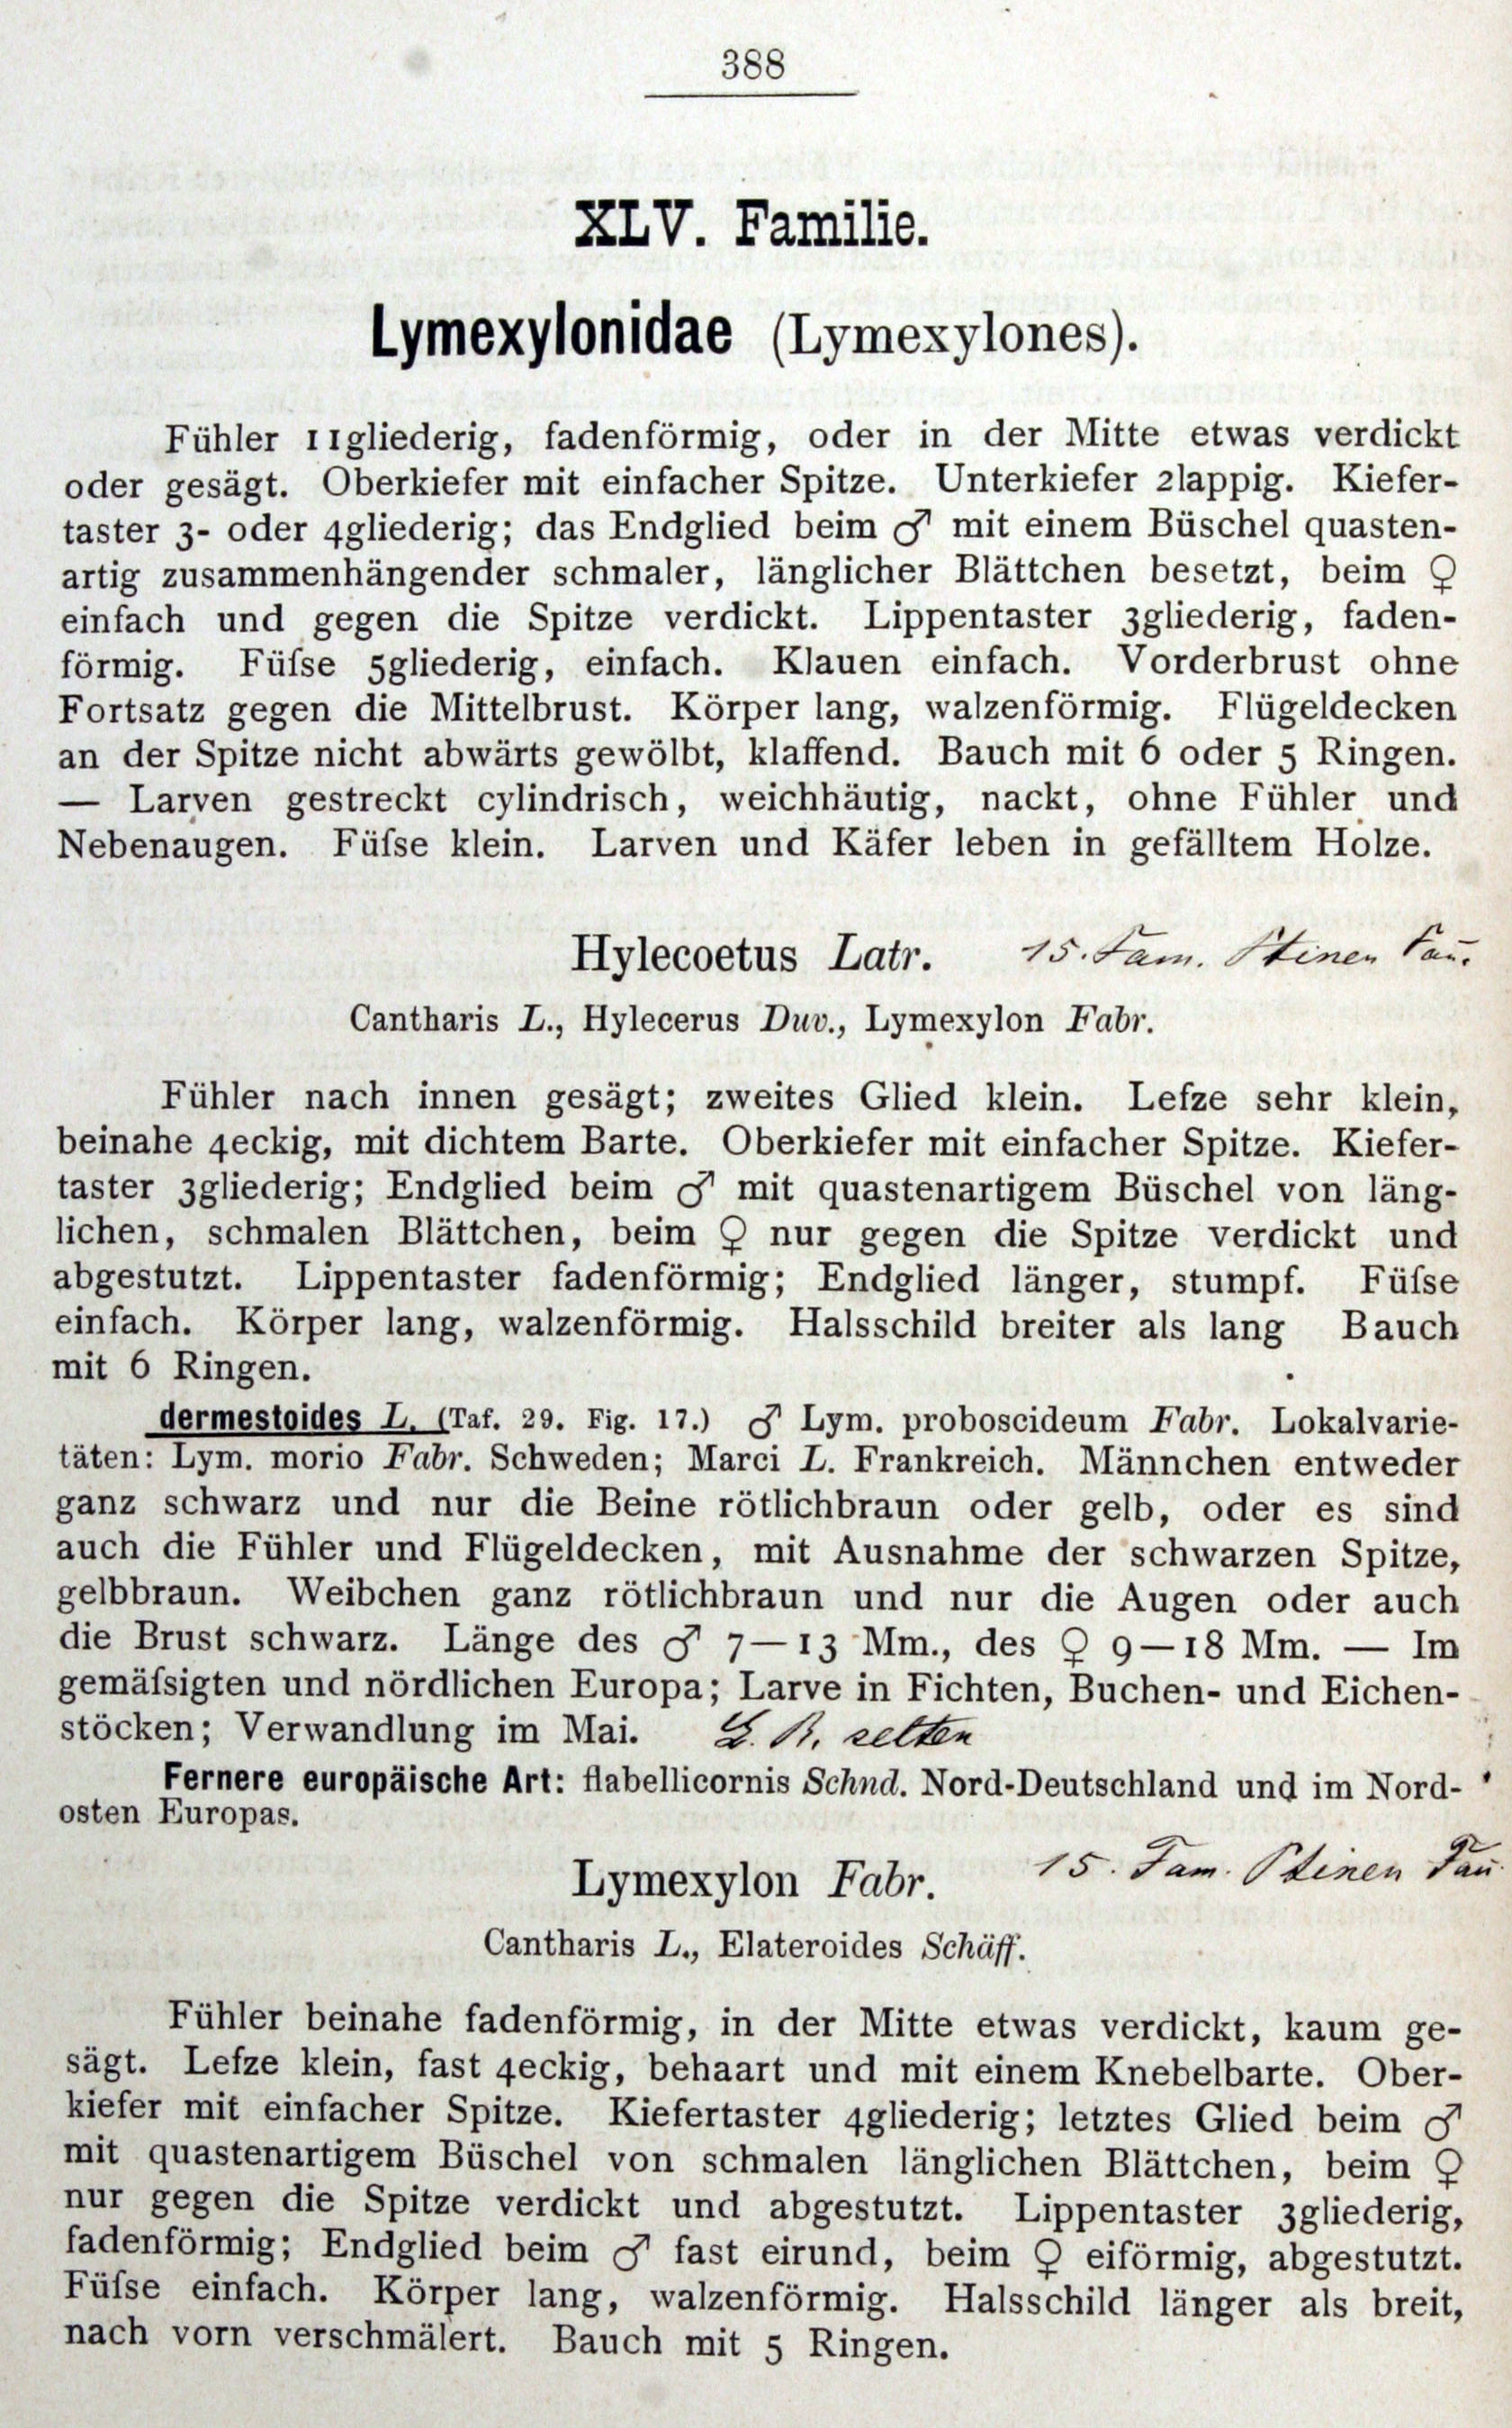 388
XLV. Familie.
Lymexylonidae (Lymexylones).
Fühler 11gliederig, fadenförmig, oder in der Mitte etwas verdickt
oder gesägt. Oberkiefer mit einfacher Spitze. Unterkiefer 2lappig. Kiefer-
taster 3- oder 4gliederig; das Endglied beim ♂ mit einem Büschel quasten-
artig zusammenhängender schmaler, länglicher Blättchen besetzt, beim ♀
einfach und gegen die Spitze verdickt. Lippentaster 3gliederig, faden-
förmig. Füſse 5gliederig, einfach. Klauen einfach. Vorderbrust ohne
Fortsatz gegen die Mittelbrust. Körper lang, walzenförmig. Flügeldecken
an der Spitze nicht abwärts gewölbt, klaffend. Bauch mit 6 oder 5 Ringen.
— Larven gestreckt cylindrisch, weichhäutig, nackt, ohne Fühler und
Nebenaugen. Füſse klein. Larven und Käfer leben in gefälltem Holze.
Hylecoetus Latr. 15. Fam.
Cantharis L., Hylecerus Duv., Lymexylon Fabr.
Fühler nach innen gesägt; zweites Glied klein. Lefze sehr klein,
beinahe 4eckig, mit dichtem Barte. Oberkiefer mit einfacher Spitze. Kiefer-
taster 3gliederig; Endglied beim ♂ mit quastenartigem Büschel von läng-
lichen, schmalen Blättchen, beim ♀ nur gegen die Spitze verdickt und
abgestutzt. Lippentaster fadenförmig; Endglied länger, stumpf. Füſse
einfach. Körper lang, walzenförmig. Halsschild breiter als lang Bauch
mit 6 Ringen.
dermestoides L. (Taf. 29. Fig. 17.) ♂ Lym. proboscideum Fabr. Lokalvarie-
täten: Lym. morio Fabr. Schweden; Marci L. Frankreich. Männchen entweder
ganz schwarz und nur die Beine rötlichbraun oder gelb, oder es sind
auch die Fühler und Flügeldecken, mit Ausnahme der schwarzen Spitze,
gelbbraun. Weibchen ganz rötlichbraun und nur die Augen oder auch
die Brust schwarz. Länge des ♂ 7—13 Mm., des ♀ 9—18 Mm. — Im
gemäſsigten und nördlichen Europa; Larve in Fichten, Buchen- und Eichen-
stöcken; Verwandlung im Mai. selten
Fernere europäische Art: flabellicornis Schnd. Nord-Deutschland und im Nord-
osten Europas.
Lymexylon Fabr. 15. Fam.
Cantharis L., Elateroides Schäff.
Fühler beinahe fadenförmig, in der Mitte etwas verdickt, kaum ge-
sägt. Lefze klein, fast 4eckig, behaart und mit einem Knebelbarte. Ober-
kiefer mit einfacher Spitze. Kiefertaster 4gliederig; letztes Glied beim ♂
mit quastenartigem Büschel von schmalen länglichen Blättchen, beim ♀
nur gegen die Spitze verdickt und abgestutzt. Lippentaster 3gliederig,
fadenförmig; Endglied beim ♂ fast eirund, beim ♀ eiförmig, abgestutzt.
Füſse einfach. Körper lang, walzenförmig. Halsschild länger als breit,
nach vorn verschmälert. Bauch mit 5 Ringen.